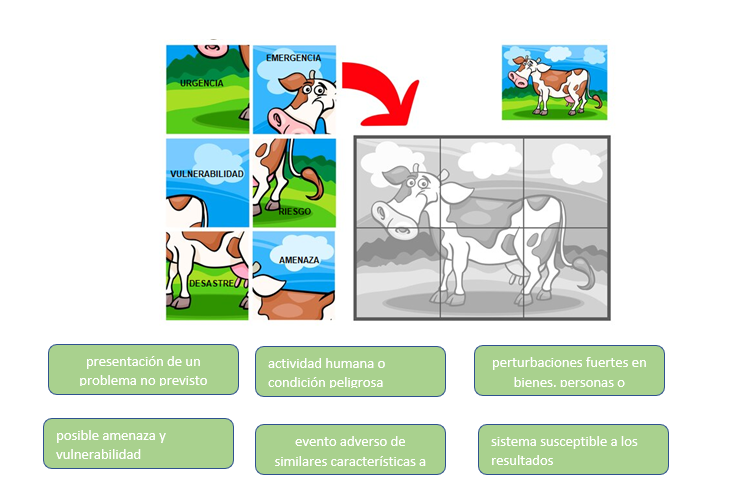 EMERGENCIA
URGENCIA
VULNERABILIDAD
RIESGO
AMENAZA
DESASTRE
presentación de un
problema no previsto
actividad humana o
condición peligrosa
perturbaciones fuertes en
bienes, personas o
posible amenaza y
vulnerabilidad
evento adverso de
similares características a
sistema susceptible a los
resultados